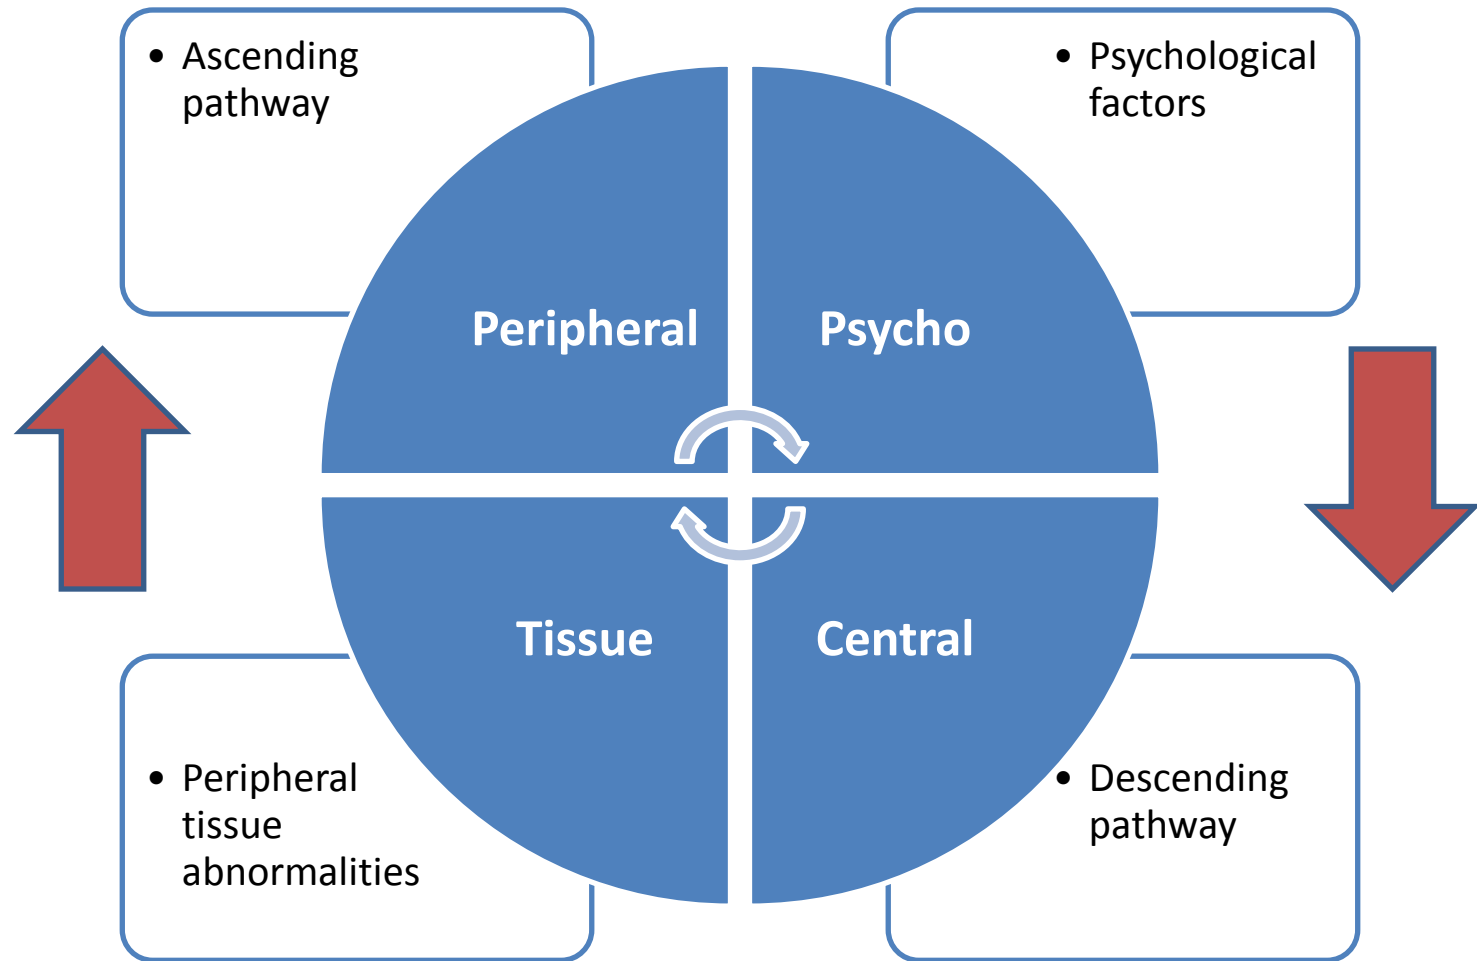 • Ascending
pathway
• Psychological
factors
Peripheral
Psycho
Tissue
Central
• Peripheral
tissue
abnormalities
• Descending
pathway